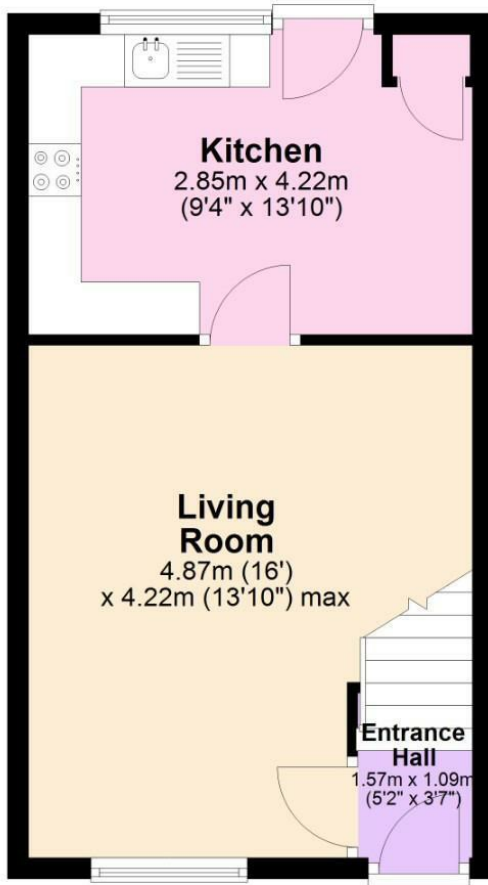 Kitchen
2.85m x 4.22m
(9'4" x 13'10")
Living
Room
4.87m (16')
x 4.22m (13'10") max
Entrance
Hall
1.57m x 1.09m
(5'2" x 3'7")